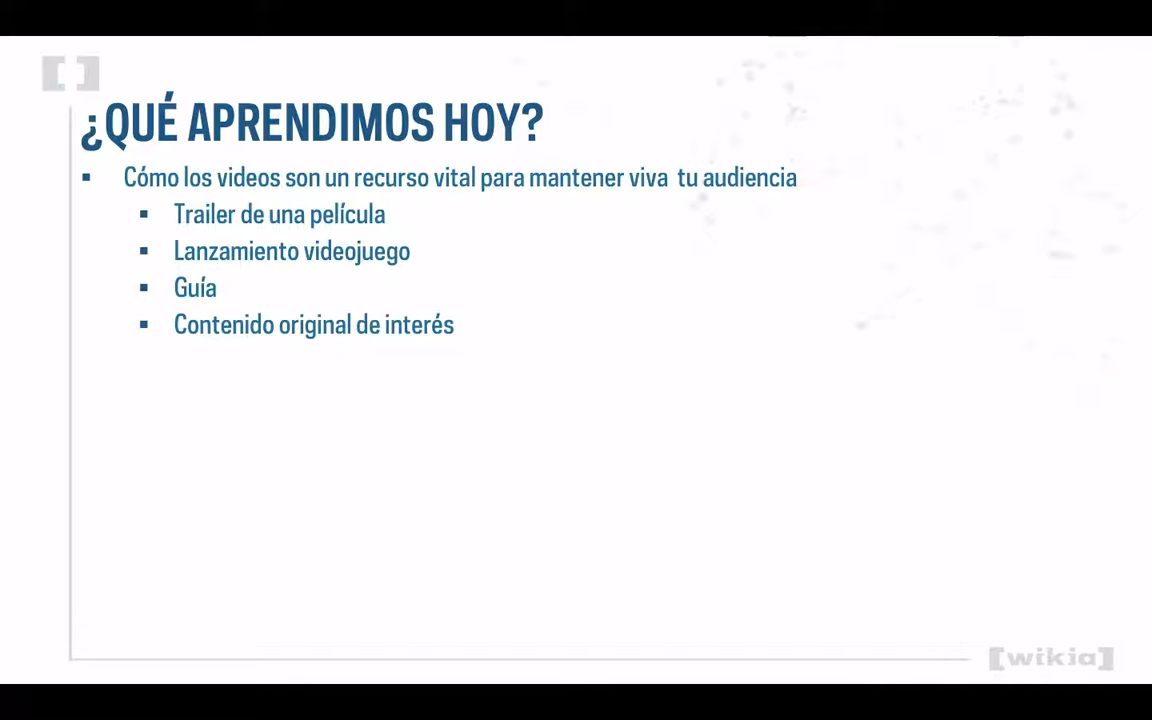 ¿QUÉ APRENDIMOS HOY?
▪ Cómo los videos son un recurso vital para mantener viva  tu audiencia
▪ Trailer de una película
▪ Lanzamiento videojuego
▪ Guía
▪ Contenido original de interés
[wikia]